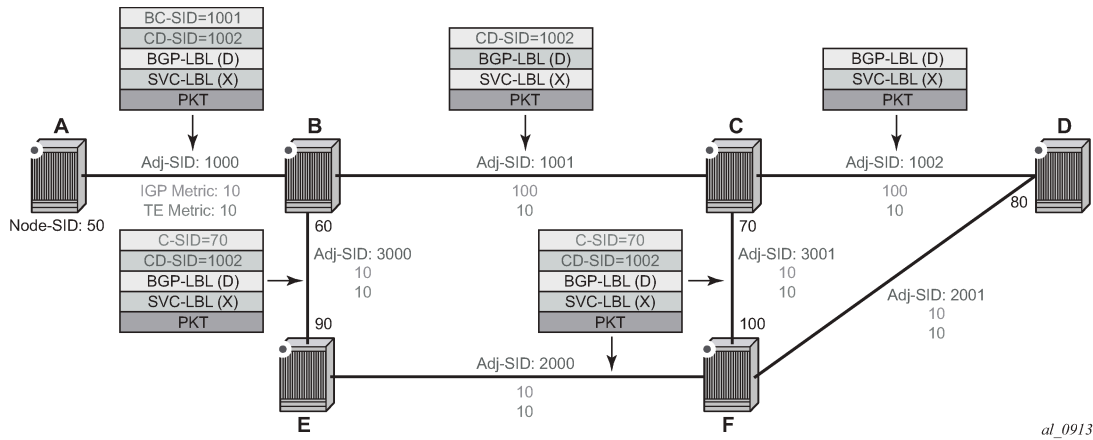 BC-SID=1001
CD-SID=1002
BGP-LBL (D)
SVC-LBL (X)
PKT
CD-SID=1002
BGP-LBL (D)
SVC-LBL (X)
PKT
BGP-LBL (D)
SVC-LBL (X)
PKT
A
B
C
D
Adj-SID: 1000
IGP Metric: 10
TE Metric: 10
Adj-SID: 1001
100
10
Adj-SID: 1002
100
10
Node-SID: 50
60
70
80
C-SID=70
CD-SID=1002
BGP-LBL (D)
SVC-LBL (X)
PKT
Adj-SID: 3000
10
10
C-SID=70
CD-SID=1002
BGP-LBL (D)
SVC-LBL (X)
PKT
Adj-SID: 3001
10
10
Adj-SID: 2001
10
10
90
100
Adj-SID: 2000
10
10
E
F
al_0913